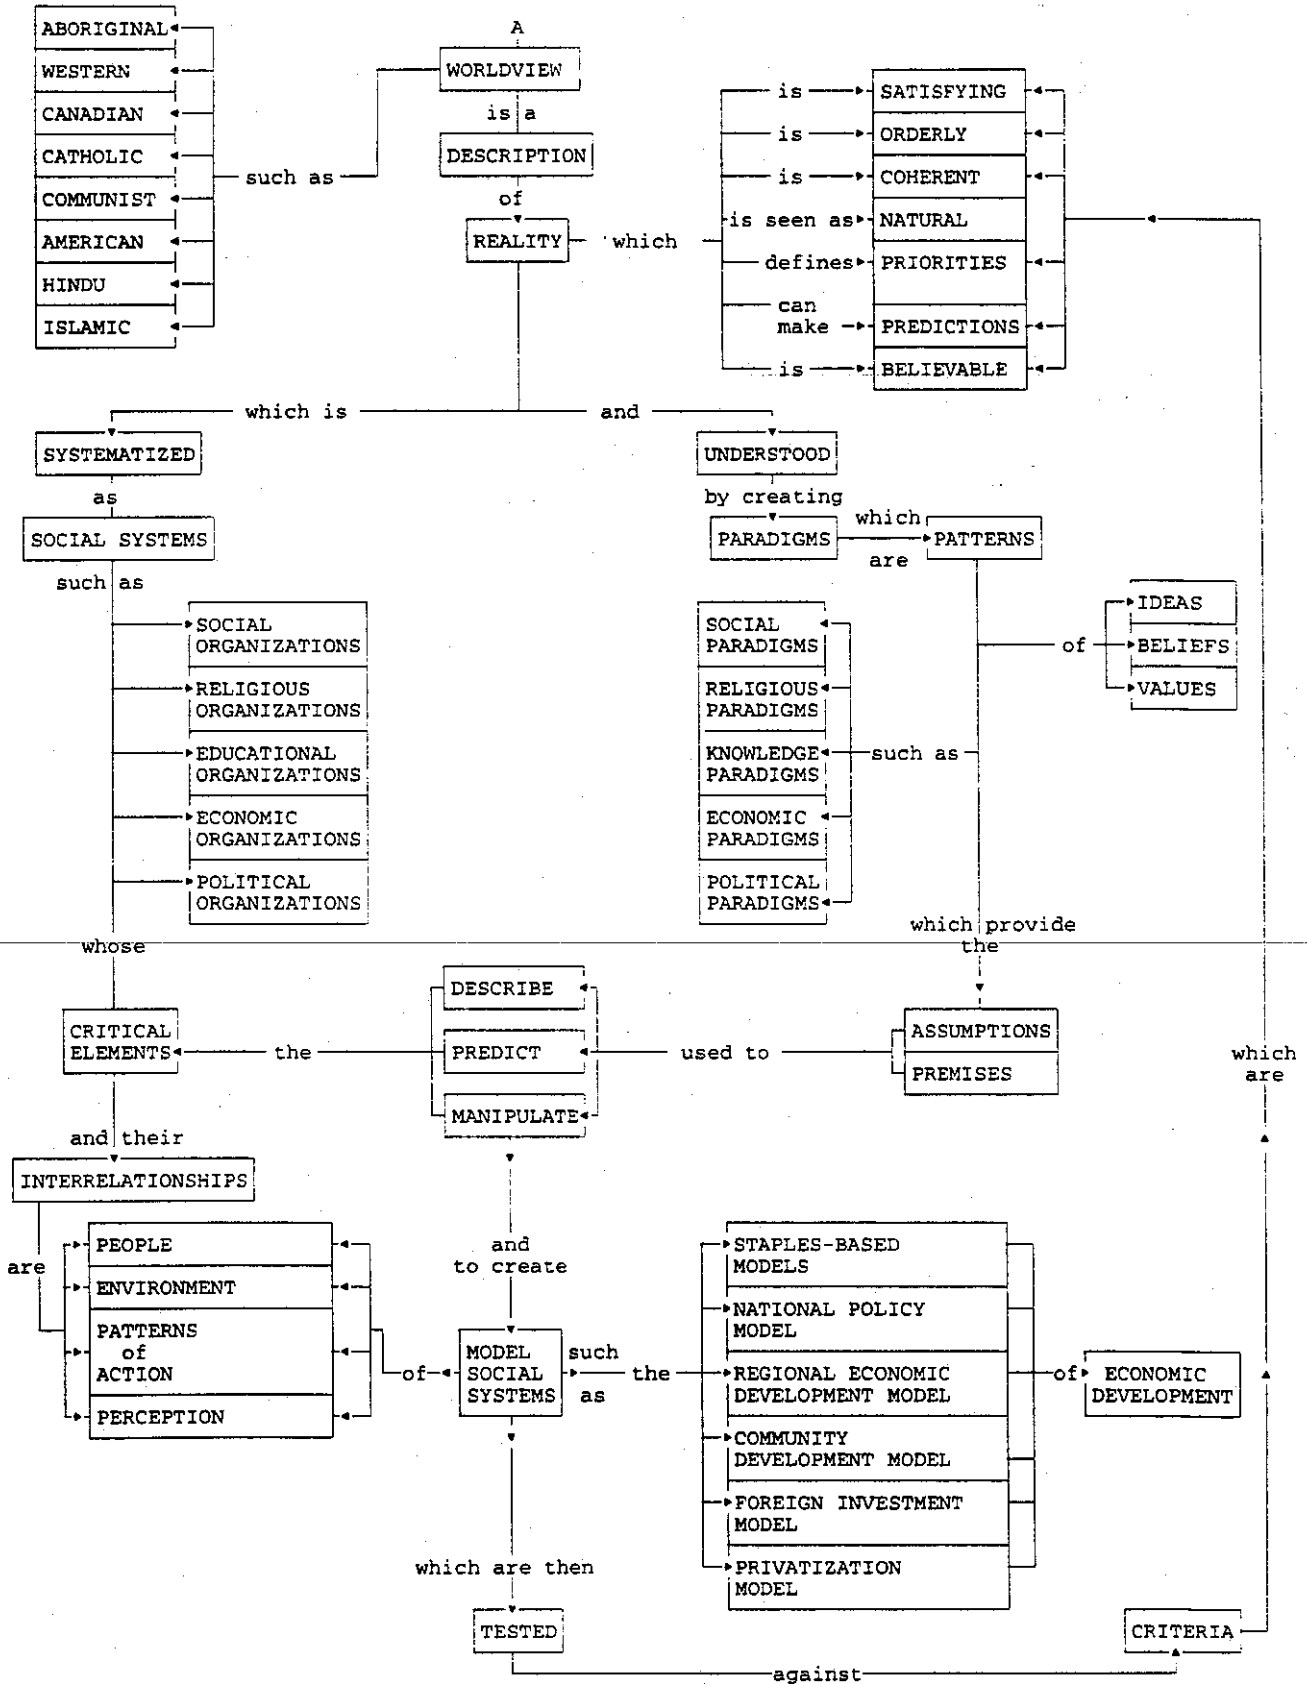 A
WORLDVIEW
is a
DESCRIPTION
of
REALITY
such as
ABORIGINAL
WESTERN
CANADIAN
CATHOLIC
COMMUNIST
AMERICAN
HINDU
ISLAMIC
which
is
SATISFYING
is
ORDERLY
is
COHERENT
is seen as
NATURAL
defines
PRIORITIES
can
make
PREDICTIONS
is
BELIEVABLE
which is
SYSTEMATIZED
as
SOCIAL SYSTEMS
such as
SOCIAL
ORGANIZATIONS
RELIGIOUS
ORGANIZATIONS
EDUCATIONAL
ORGANIZATIONS
ECONOMIC
ORGANIZATIONS
POLITICAL
ORGANIZATIONS
whose
CRITICAL
ELEMENTS
and their
INTERRELATIONSHIPS
are
PEOPLE
ENVIRONMENT
PATTERNS
of
ACTION
PERCEPTION
and
UNDERSTOOD
by creating
PARADIGMS
which
are
PATTERNS
of
IDEAS
BELIEFS
VALUES
such as
SOCIAL
PARADIGMS
RELIGIOUS
PARADIGMS
KNOWLEDGE
PARADIGMS
ECONOMIC
PARADIGMS
POLITICAL
PARADIGMS
which provide
the
ASSUMPTIONS
PREMISES
used to
DESCRIBE
PREDICT
MANIPULATE
the
and
to create
MODEL
SOCIAL
SYSTEMS
of
such
as
the
STAPLES-BASED
MODELS
NATIONAL POLICY
MODEL
REGIONAL ECONOMIC
DEVELOPMENT MODEL
COMMUNITY
DEVELOPMENT MODEL
FOREIGN INVESTMENT
MODEL
PRIVATIZATION
MODEL
of
ECONOMIC
DEVELOPMENT
which are then
TESTED
against
CRITERIA
which
are